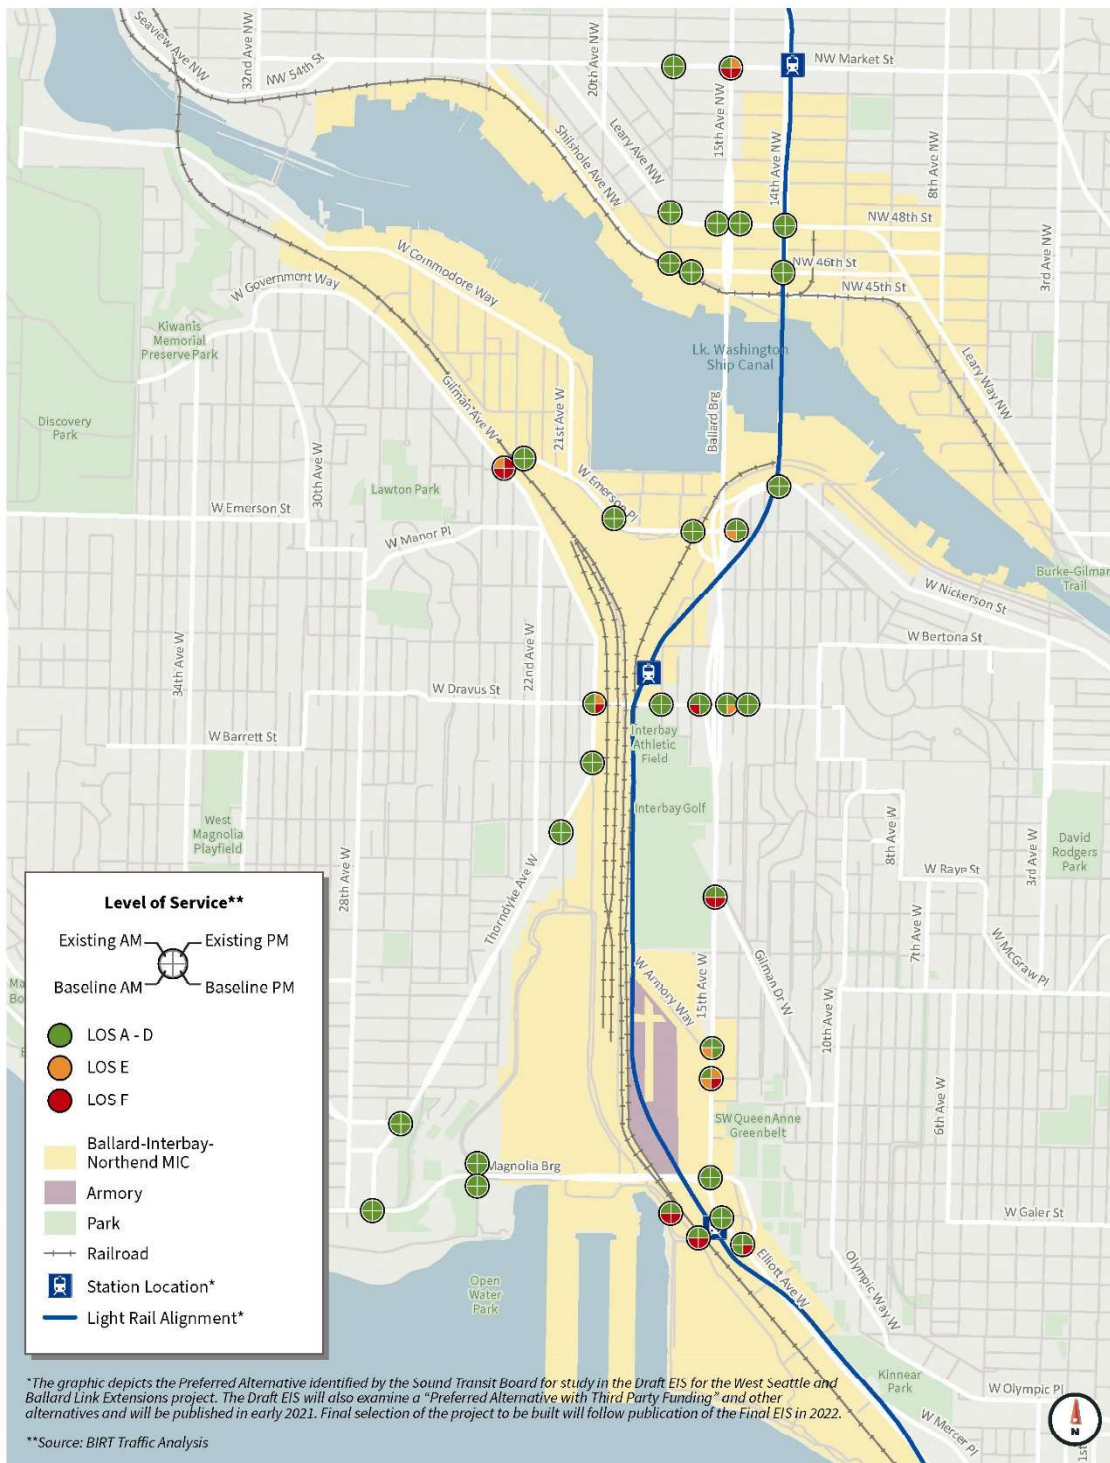 Seaview Ave NW
32nd Ave NW
NW 54th St
20th Ave NW
15th Ave NW
NW Market St
14th Ave NW
8th Ave NW
Leary Ave NW
Shilshole Ave NW
NW 48th St
3rd Ave NW
NW 46th St
NW 45th St
W Commodore Way
W Government Way
Kiwanis
Memorial
Preserve Park
Lk. Washington
Ship Canal
Leary Way NW
Gilman Ave W
21st Ave W
Ballard Brg
Discovery
Park
30th Ave W
Lawton Park
W Emerson Pl
W Emerson St
W Manor Pl
Burke-Gilman
Trail
W Nickerson St
W Bertona St
34th Ave W
22nd Ave W
W Dravus St
W Barrett St
Interbay
Athletic
Field
Interbay Golf
West
Magnolia
Playfield
8th Ave W
3rd Ave W
David
Rodgers
Park
28th Ave W
W Raye St
Thorndyke Ave W
7th Ave W
W McGraw Pl
W Armory Way
15th Ave W
Gilman Dr W
10th Ave W
6th Ave W
SW Queen Anne
Greenbelt
Magnolia Brg
W Galer St
Elliott Ave W
Olympic Way W
Open
Water
Park
Kinnear
Park
W Olympic Pl
W Mercer Pl
1st
N
Ma
Bo
Level of Service**
Existing AM
Existing PM
Baseline AM
Baseline PM
LOS A - D
LOS E
LOS F
Ballard-Interbay-
Northend MIC
Armory
Park
Railroad
Station Location*
Light Rail Alignment*
*The graphic depicts the Preferred Alternative identified by the Sound Transit Board for study in the Draft EIS for the West Seattle and
Ballard Link Extensions project. The Draft EIS will also examine a “Preferred Alternative with Third Party Funding” and other
alternatives and will be published in early 2021. Final selection of the project to be built will follow publication of the Final EIS in 2022.
**Source: BIRT Traffic Analysis